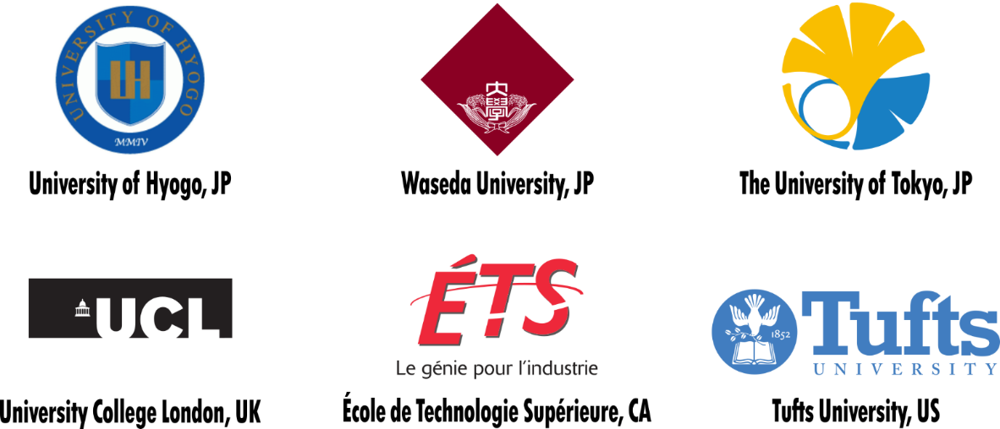 UNIVERSITY OF HYOGO
UH
MMIV
大學
University of Hyogo, JP
Waseda University, JP
The University of Tokyo, JP
UCL
ÉTS
Le génie pour l'industrie
1852
Tufts
UNIVERSITY
University College London, UK
École de Technologie Supérieure, CA
Tufts University, US